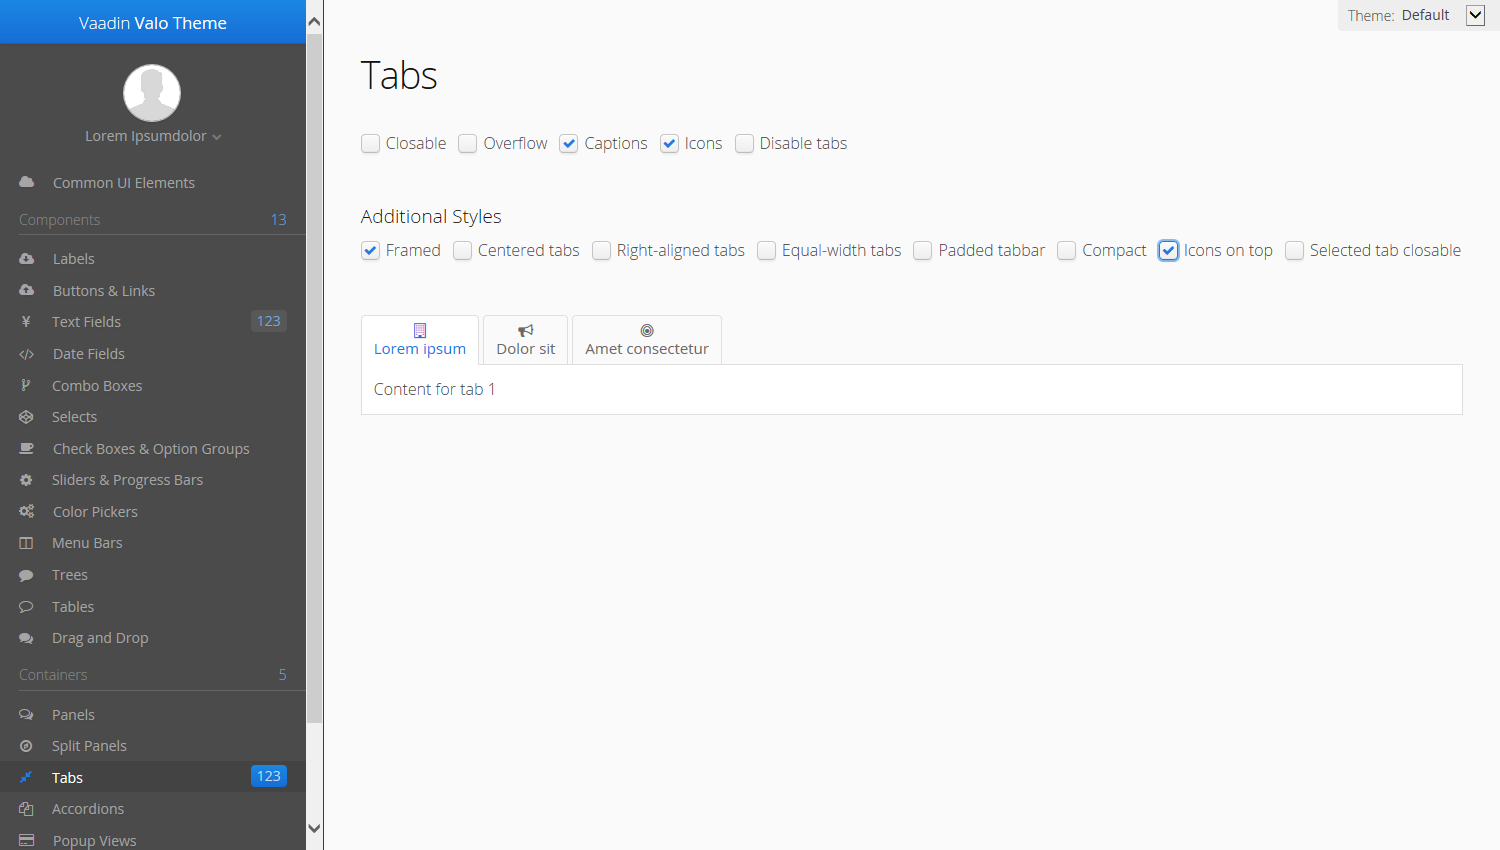 Vaadin Valo Theme
Lorem Ipsumdolor
Common UI Elements
Components 13
Labels
Buttons & Links
Text Fields 123
Date Fields
Combo Boxes
Selects
Check Boxes & Option Groups
Sliders & Progress Bars
Color Pickers
Menu Bars
Trees
Tables
Drag and Drop
Containers 5
Panels
Split Panels
Tabs 123
Accordions
Popup Views
Theme: Default
Tabs
Closable Overflow Captions Icons Disable tabs
Additional Styles
Framed Centered tabs Right-aligned tabs Equal-width tabs Padded tabbar Compact Icons on top Selected tab closable
Lorem ipsum Dolor sit Amet consectetur
Content for tab 1